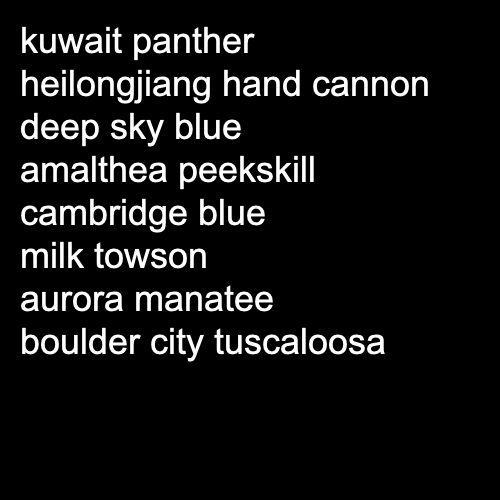 kuwait panther
heilongjiang hand cannon
deep sky blue
amalthea peekskill
cambridge blue
milk towson
aurora manatee
boulder city tuscaloosa